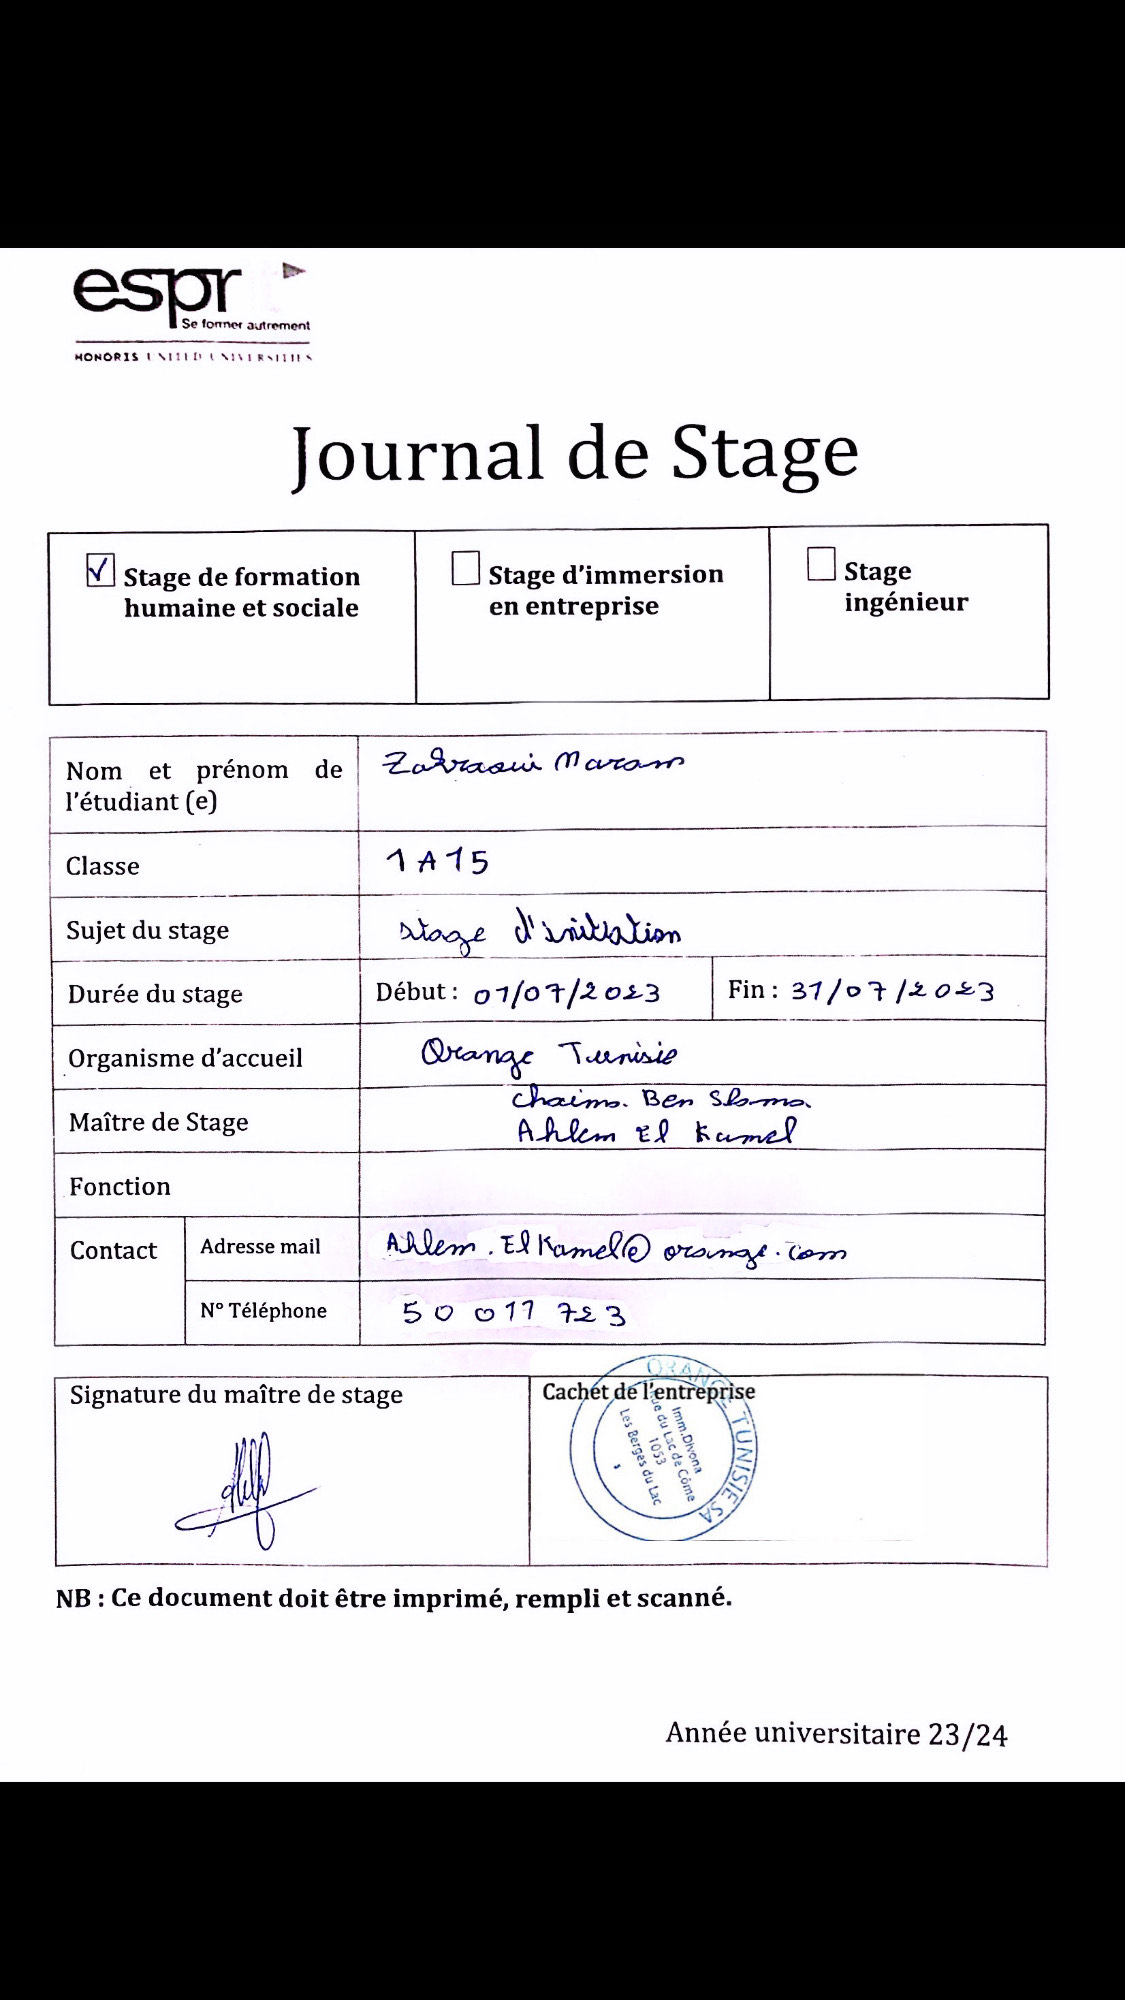 espr
Se former autrement
HONORIS UNITED UNIVERSITIES
Journal de Stage
Stage de formation
humaine et sociale
Stage d'immersion
en entreprise
Stage
ingénieur
Nom et prénom de
l'étudiant (e)
Zahraoui Maram
Classe
1 A 15
Sujet du stage
Stage d'initiation
Durée du stage
Début : 01/07/2023
Fin : 31/07/2023
Organisme d'accueil
Orange Tunisie
Maître de Stage
Chaima Ben Slama
Ahlem El Kamel
Fonction
Contact
Adresse mail
Ahlem.ElKamel@orange.com
N° Téléphone
50 011 723
Signature du maître de stage
Cachet de l'entreprise
ORANGE TUNISIE SA
Imm.Divona
Rue du Lac de Côme
1053
Les Berges du Lac
NB : Ce document doit être imprimé, rempli et scanné.
Année universitaire 23/24